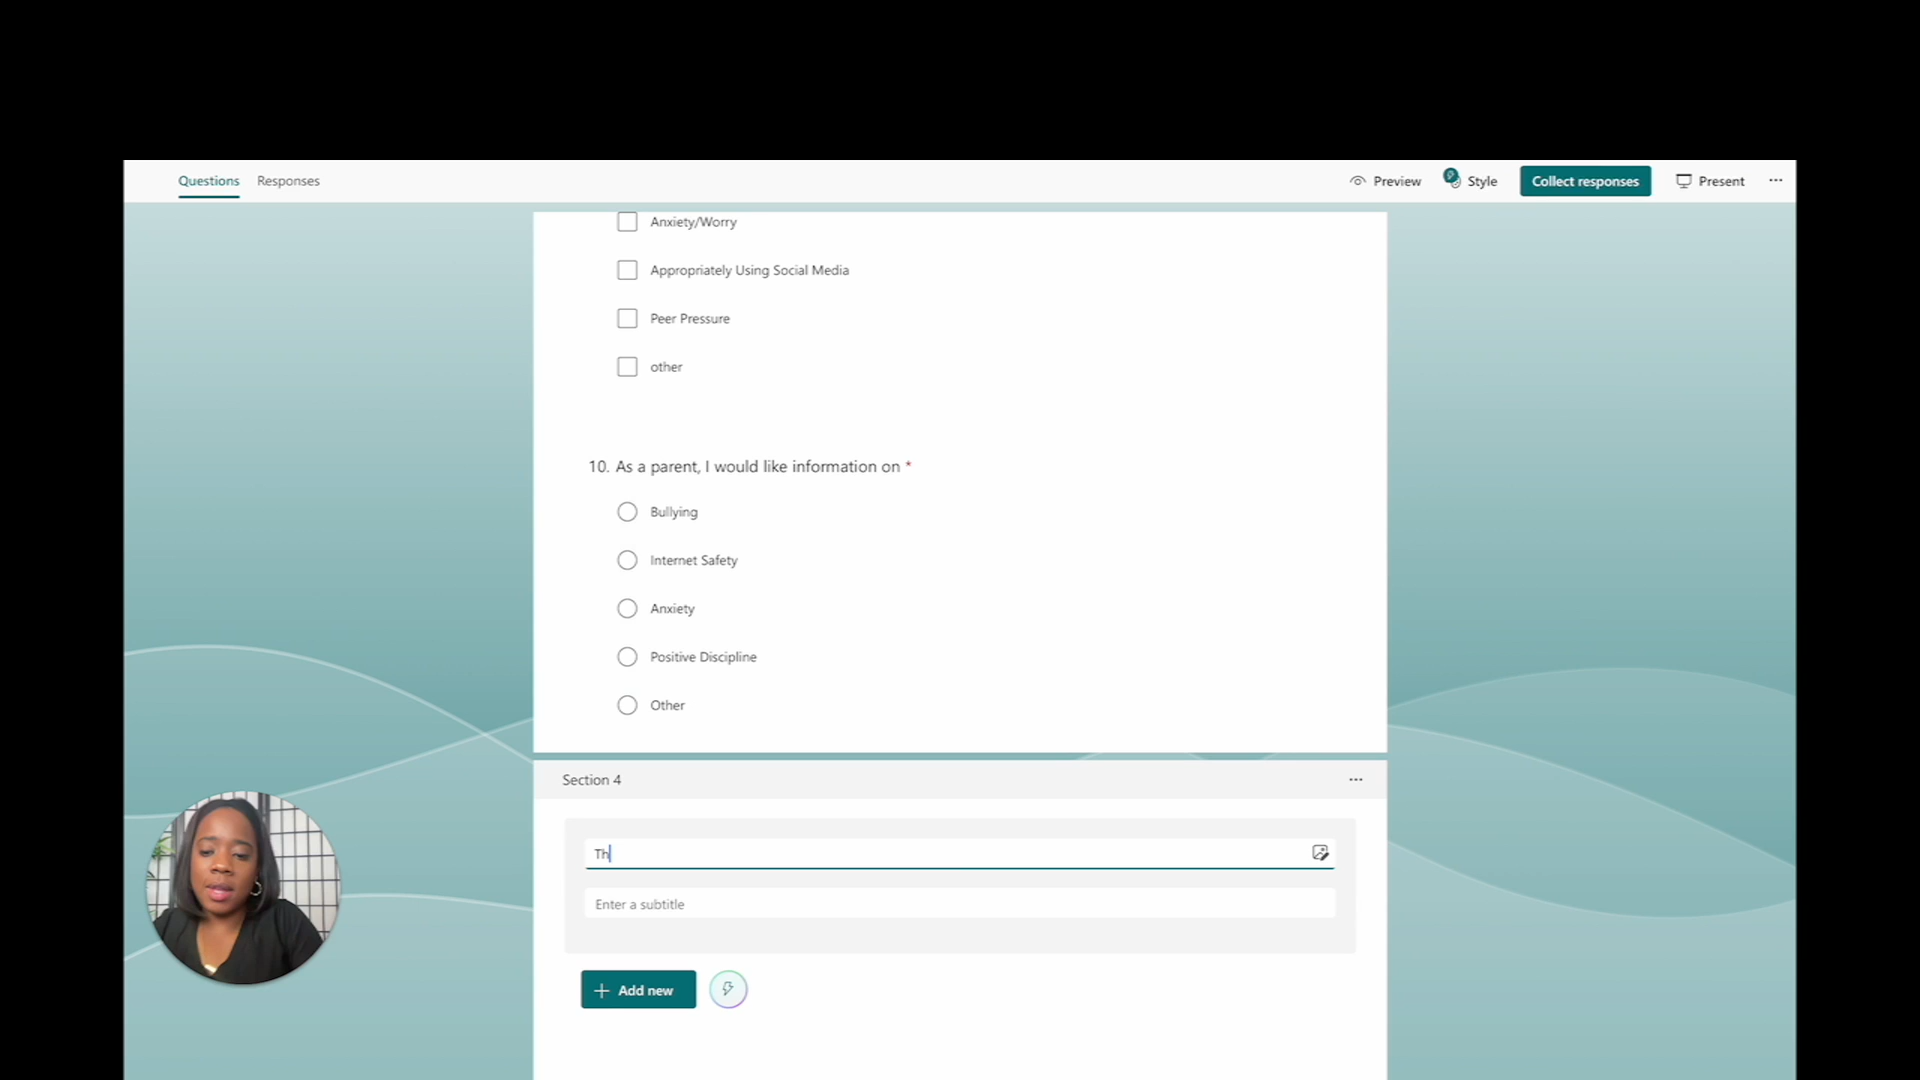 Questions Responses Preview Style Collect responses Present
Anxiety/Worry
Appropriately Using Social Media
Peer Pressure
other
10. As a parent, I would like information on *
Bullying
Internet Safety
Anxiety
Positive Discipline
Other
Section 4
Th
Enter a subtitle
Add new